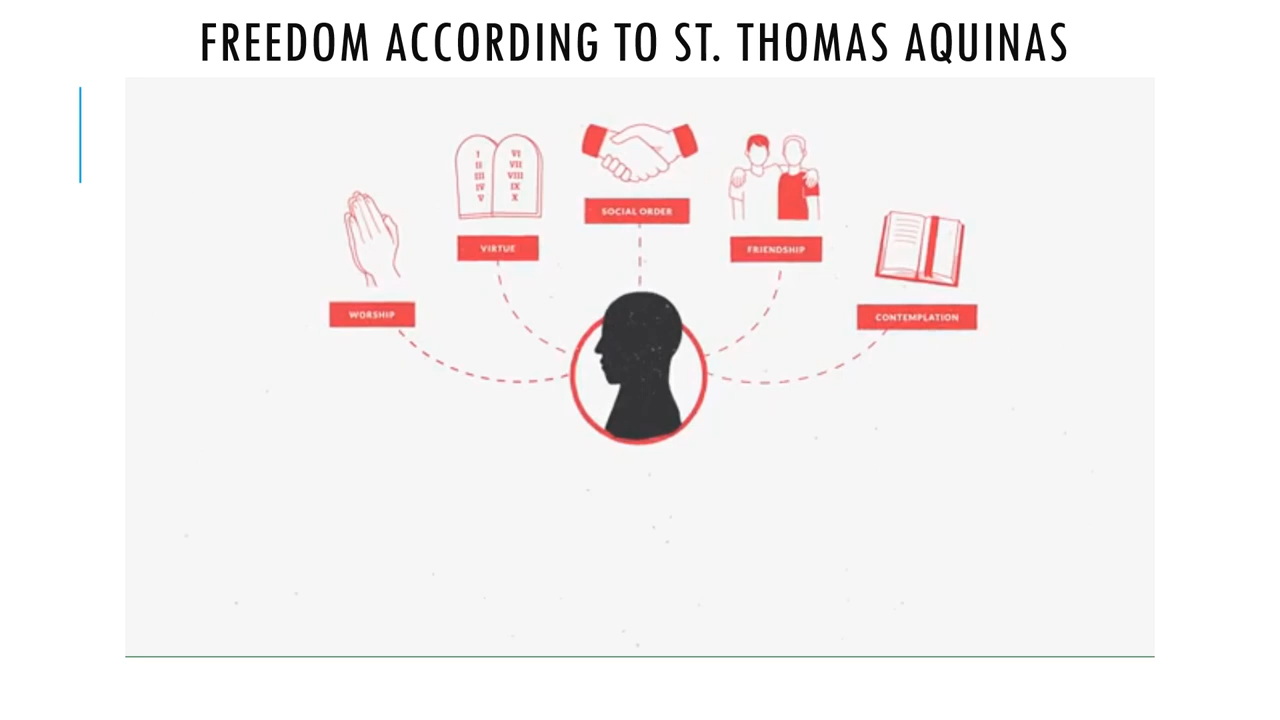 FREEDOM ACCORDING TO ST. THOMAS AQUINAS
I VI
II VII
III VIII
IV IX
V X
SOCIAL ORDER
VIRTUE
FRIENDSHIP
WORSHIP
CONTEMPLATION